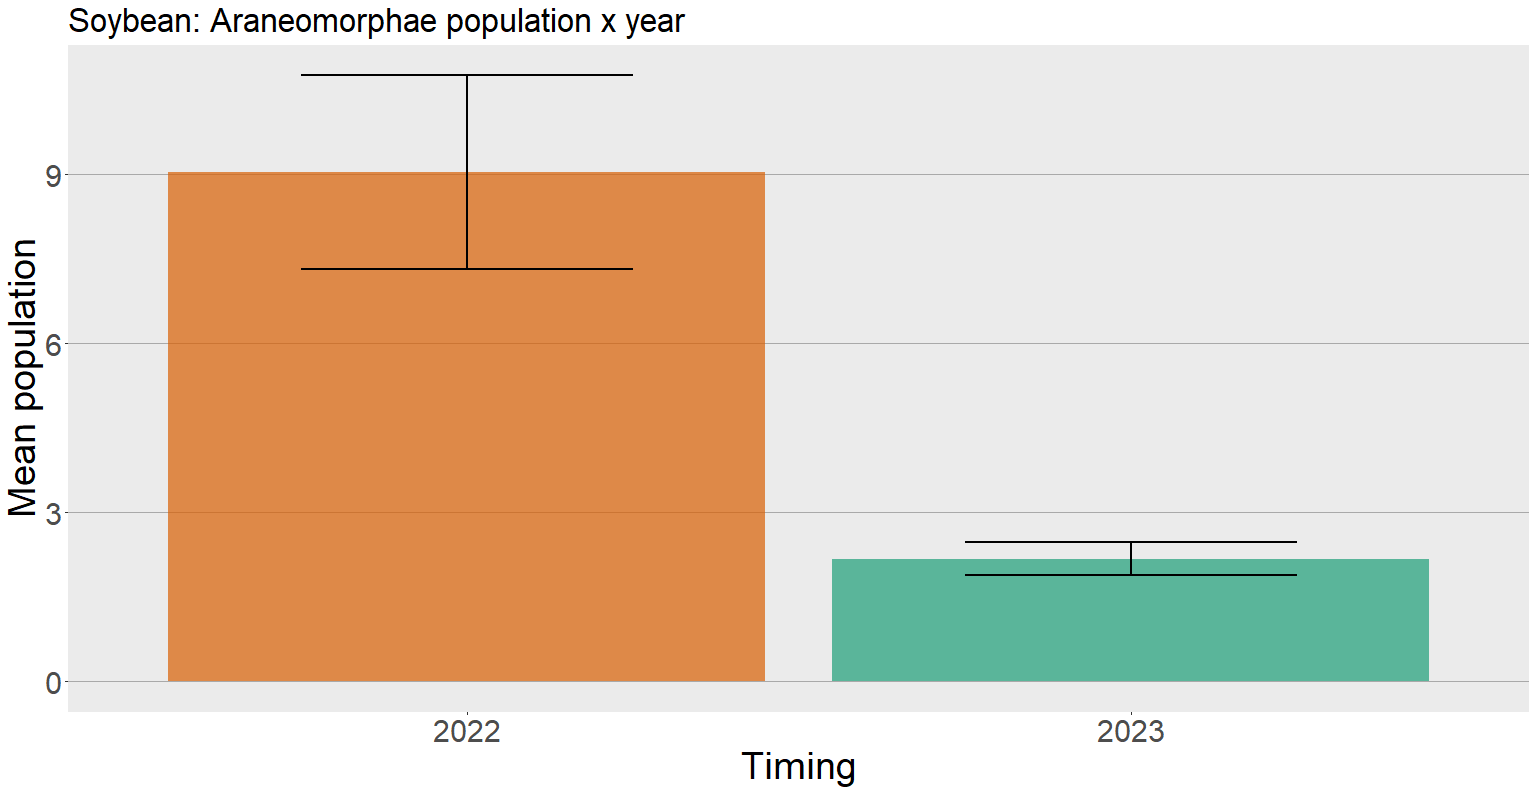 Soybean: Araneomorphae population x year
Mean population
9
6
3
0
2022
2023
Timing